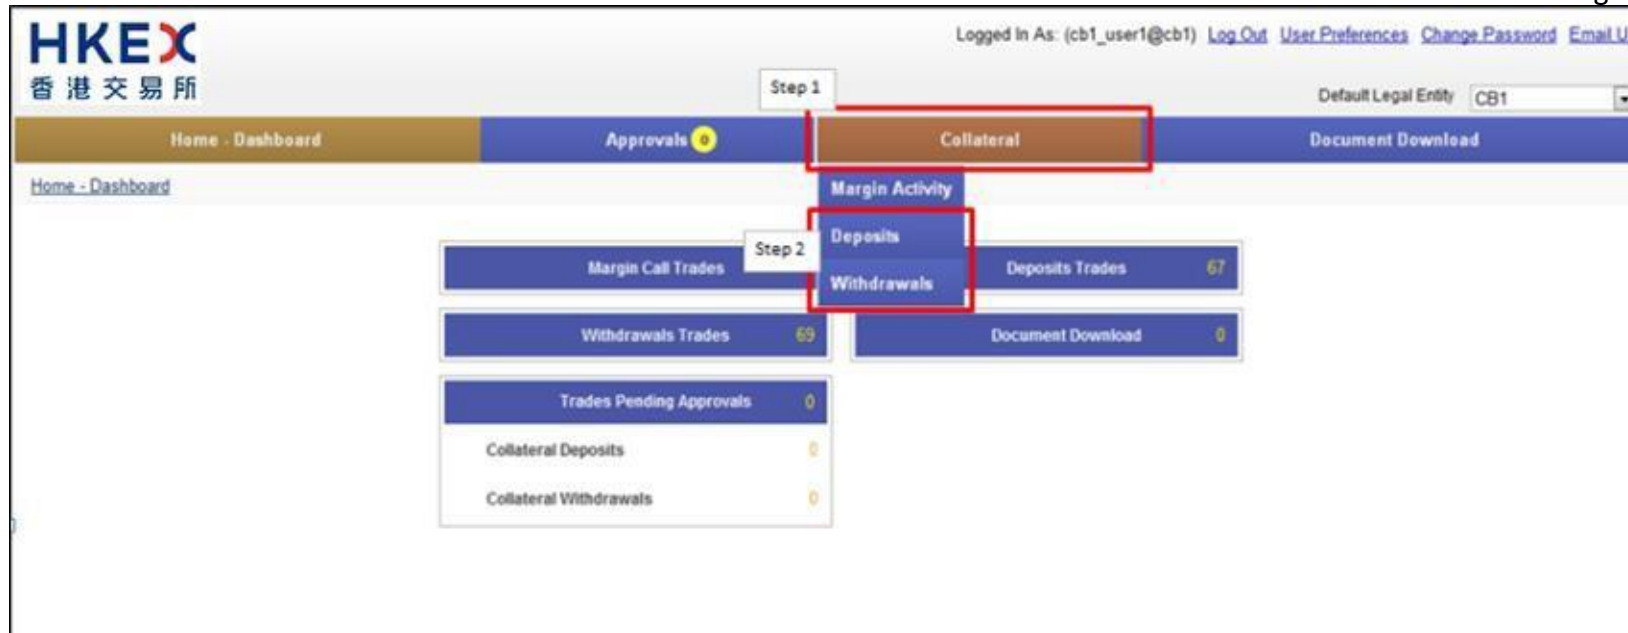 HKEX
香港交易所
Logged In As: (cb1_user1@cb1) Log Out User Preferences Change Password Email U
Step 1
Default Legal Entity CB1
Home - Dashboard Approvals 0 Collateral Document Download
Home - Dashboard
Margin Activity
Deposits
Step 2
Withdrawals
Margin Call Trades
Deposits Trades 67
Withdrawals Trades 69
Document Download 0
Trades Pending Approvals 0
Collateral Deposits 0
Collateral Withdrawals 0